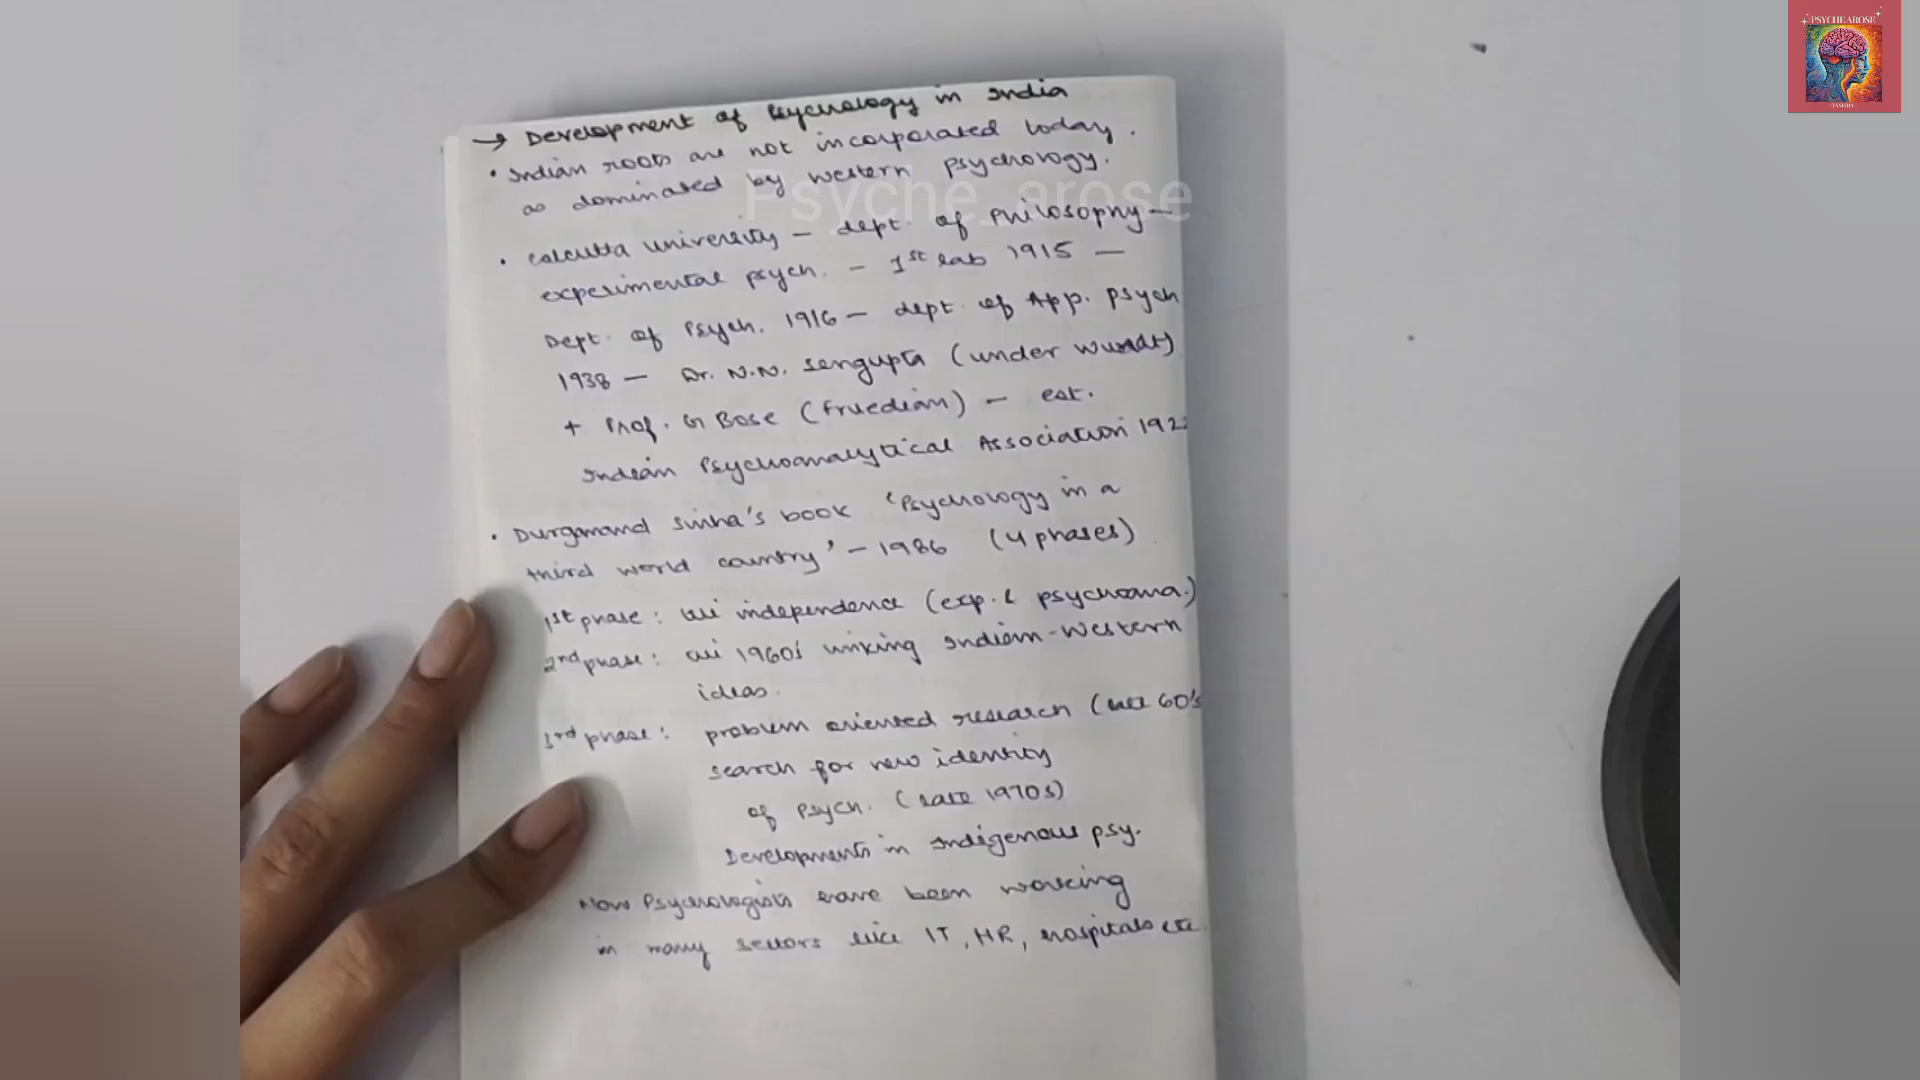 → Development of Psychology in India
• Indian roots are not incorporated today.
as dominated by western psychology.
• Calcutta University – dept. of Philosophy –
experimental psych. – 1st lab 1915 –
Dept. of Psych. 1916 – dept. of App. psych
1938 – Dr. N.N. Sengupta (under Wundt)
+ Prof. G Bose (Fruedian) – est.
Indian Psychoanalytical Association 192
• Durganand Sinha's book 'Psychology in a
third world country' – 1986 (4 phases)
1st phase: till independence (exp. & psychoana.)
2nd phase: till 1960s linking Indian-Western
ideas.
3rd phase: problem oriented research (60's
search for new identity
of Psych. (late 1970s)
Developments in Indigenous psy.
Now Psychologists have been working
in many sectors like IT, HR, hospitals etc.
Psyche_arose
PSYCHE AROSE